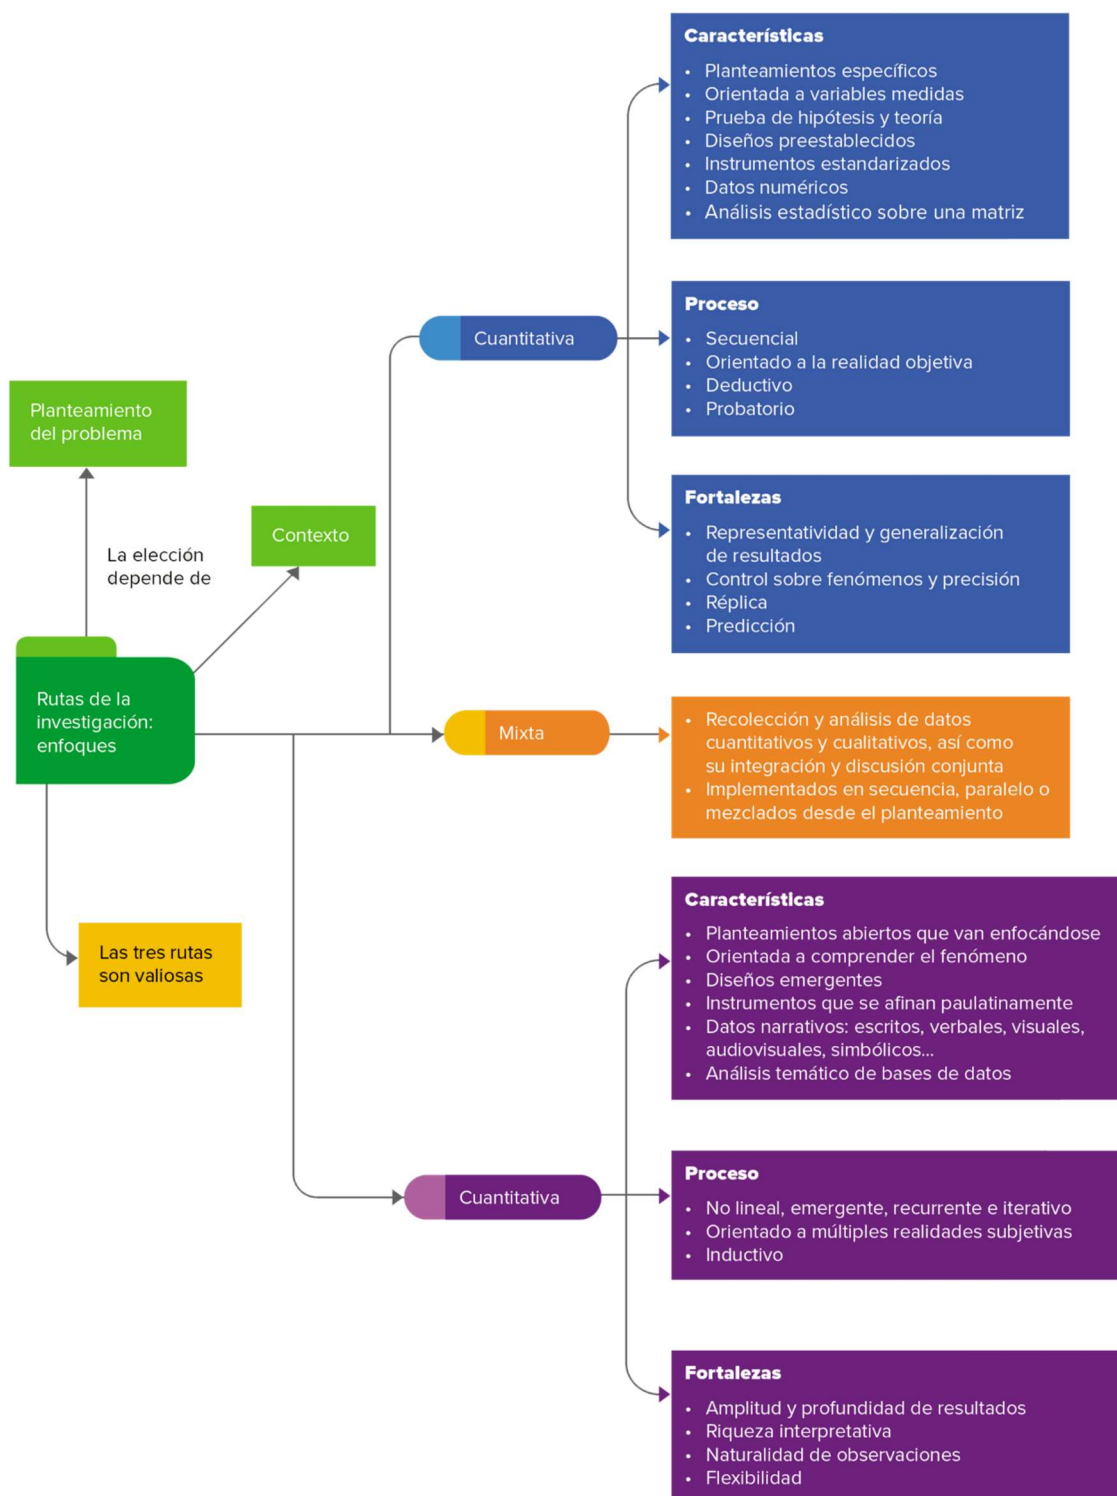 Características
• Planteamientos específicos
• Orientada a variables medidas
• Prueba de hipótesis y teoría
• Diseños preestablecidos
• Instrumentos estandarizados
• Datos numéricos
• Análisis estadístico sobre una matriz
Proceso
• Secuencial
• Orientado a la realidad objetiva
• Deductivo
• Probatorio
Cuantitativa
Fortalezas
• Representatividad y generalización
de resultados
• Control sobre fenómenos y precisión
• Réplica
• Predicción
Planteamiento
del problema
La elección
depende de
Contexto
Rutas de la
investigación:
enfoques
Mixta
• Recolección y análisis de datos
cuantitativos y cualitativos, así como
su integración y discusión conjunta
• Implementados en secuencia, paralelo o
mezclados desde el planteamiento
Las tres rutas
son valiosas
Características
• Planteamientos abiertos que van enfocándose
• Orientada a comprender el fenómeno
• Diseños emergentes
• Instrumentos que se afinan paulatinamente
• Datos narrativos: escritos, verbales, visuales,
audiovisuales, simbólicos...
• Análisis temático de bases de datos
Cuantitativa
Proceso
• No lineal, emergente, recurrente e iterativo
• Orientado a múltiples realidades subjetivas
• Inductivo
Fortalezas
• Amplitud y profundidad de resultados
• Riqueza interpretativa
• Naturalidad de observaciones
• Flexibilidad